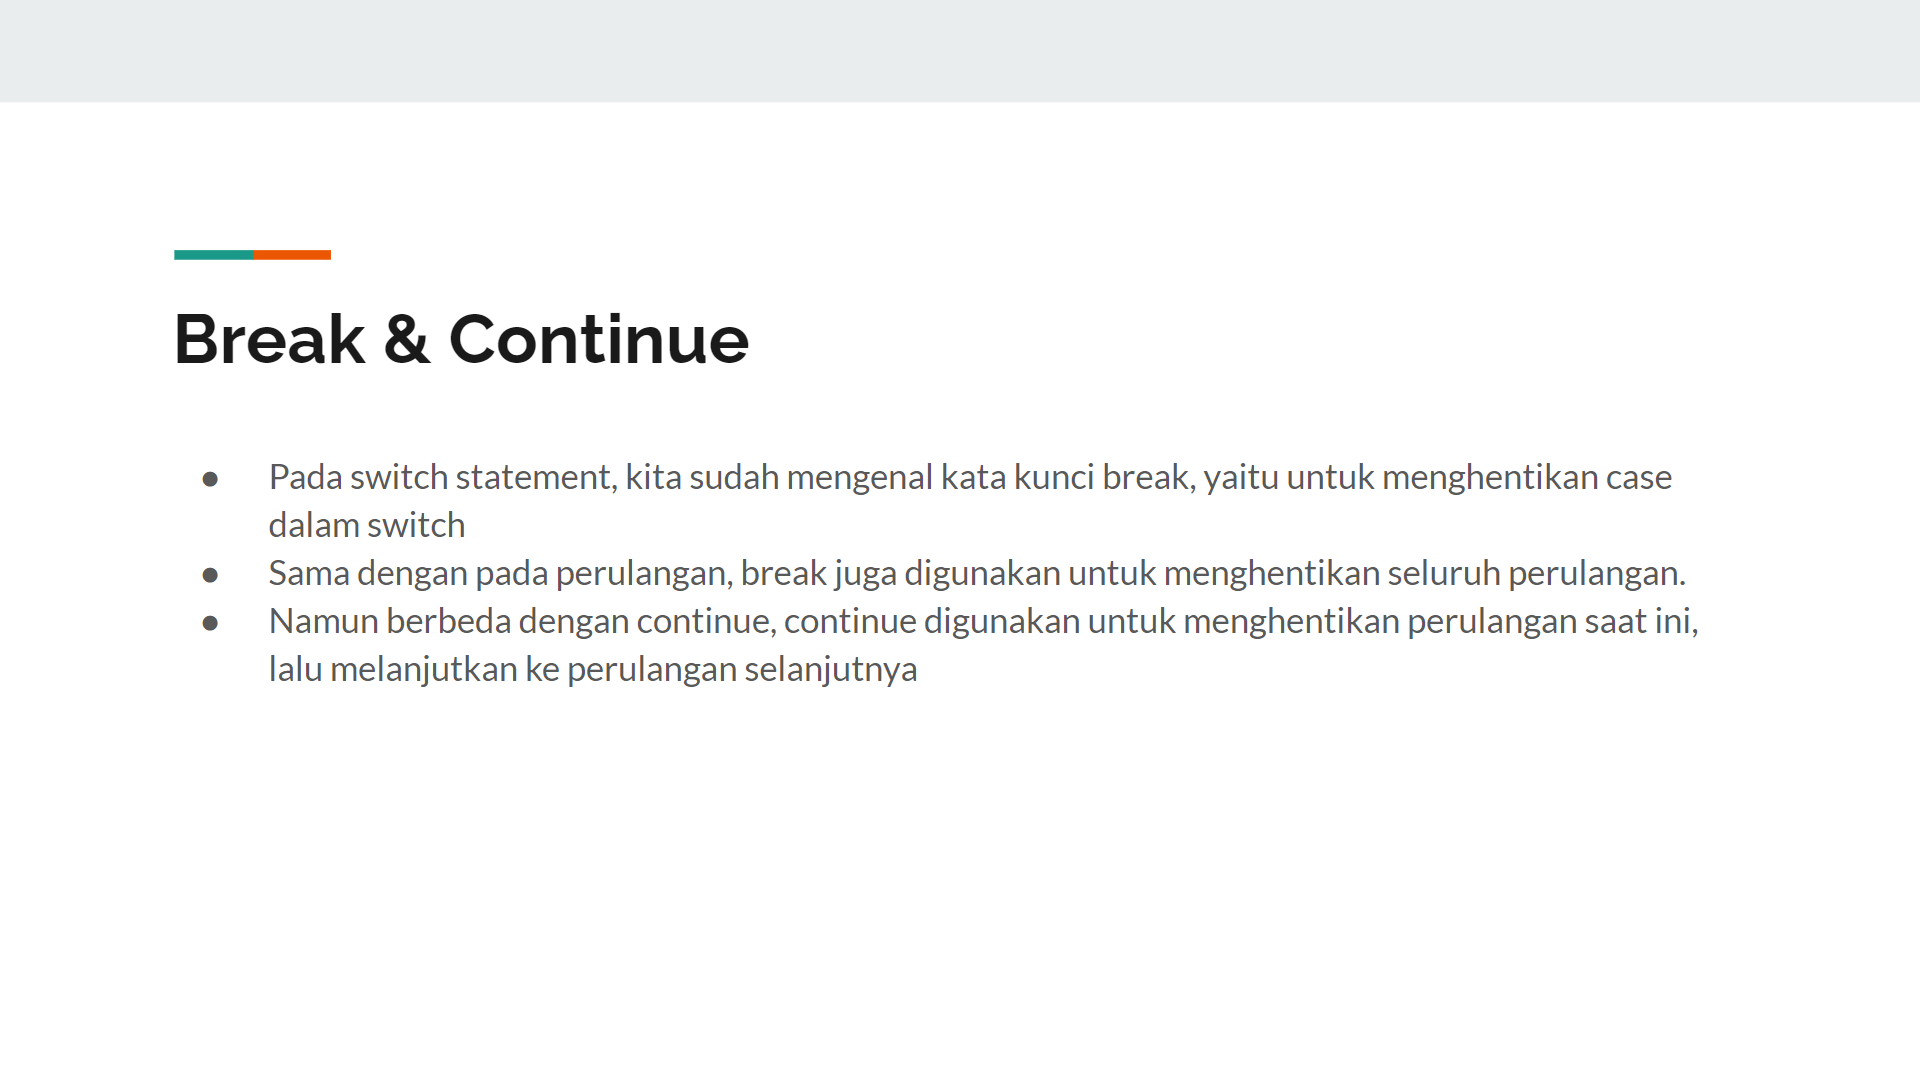 Break & Continue
● Pada switch statement, kita sudah mengenal kata kunci break, yaitu untuk menghentikan case
dalam switch
● Sama dengan pada perulangan, break juga digunakan untuk menghentikan seluruh perulangan.
● Namun berbeda dengan continue, continue digunakan untuk menghentikan perulangan saat ini,
lalu melanjutkan ke perulangan selanjutnya